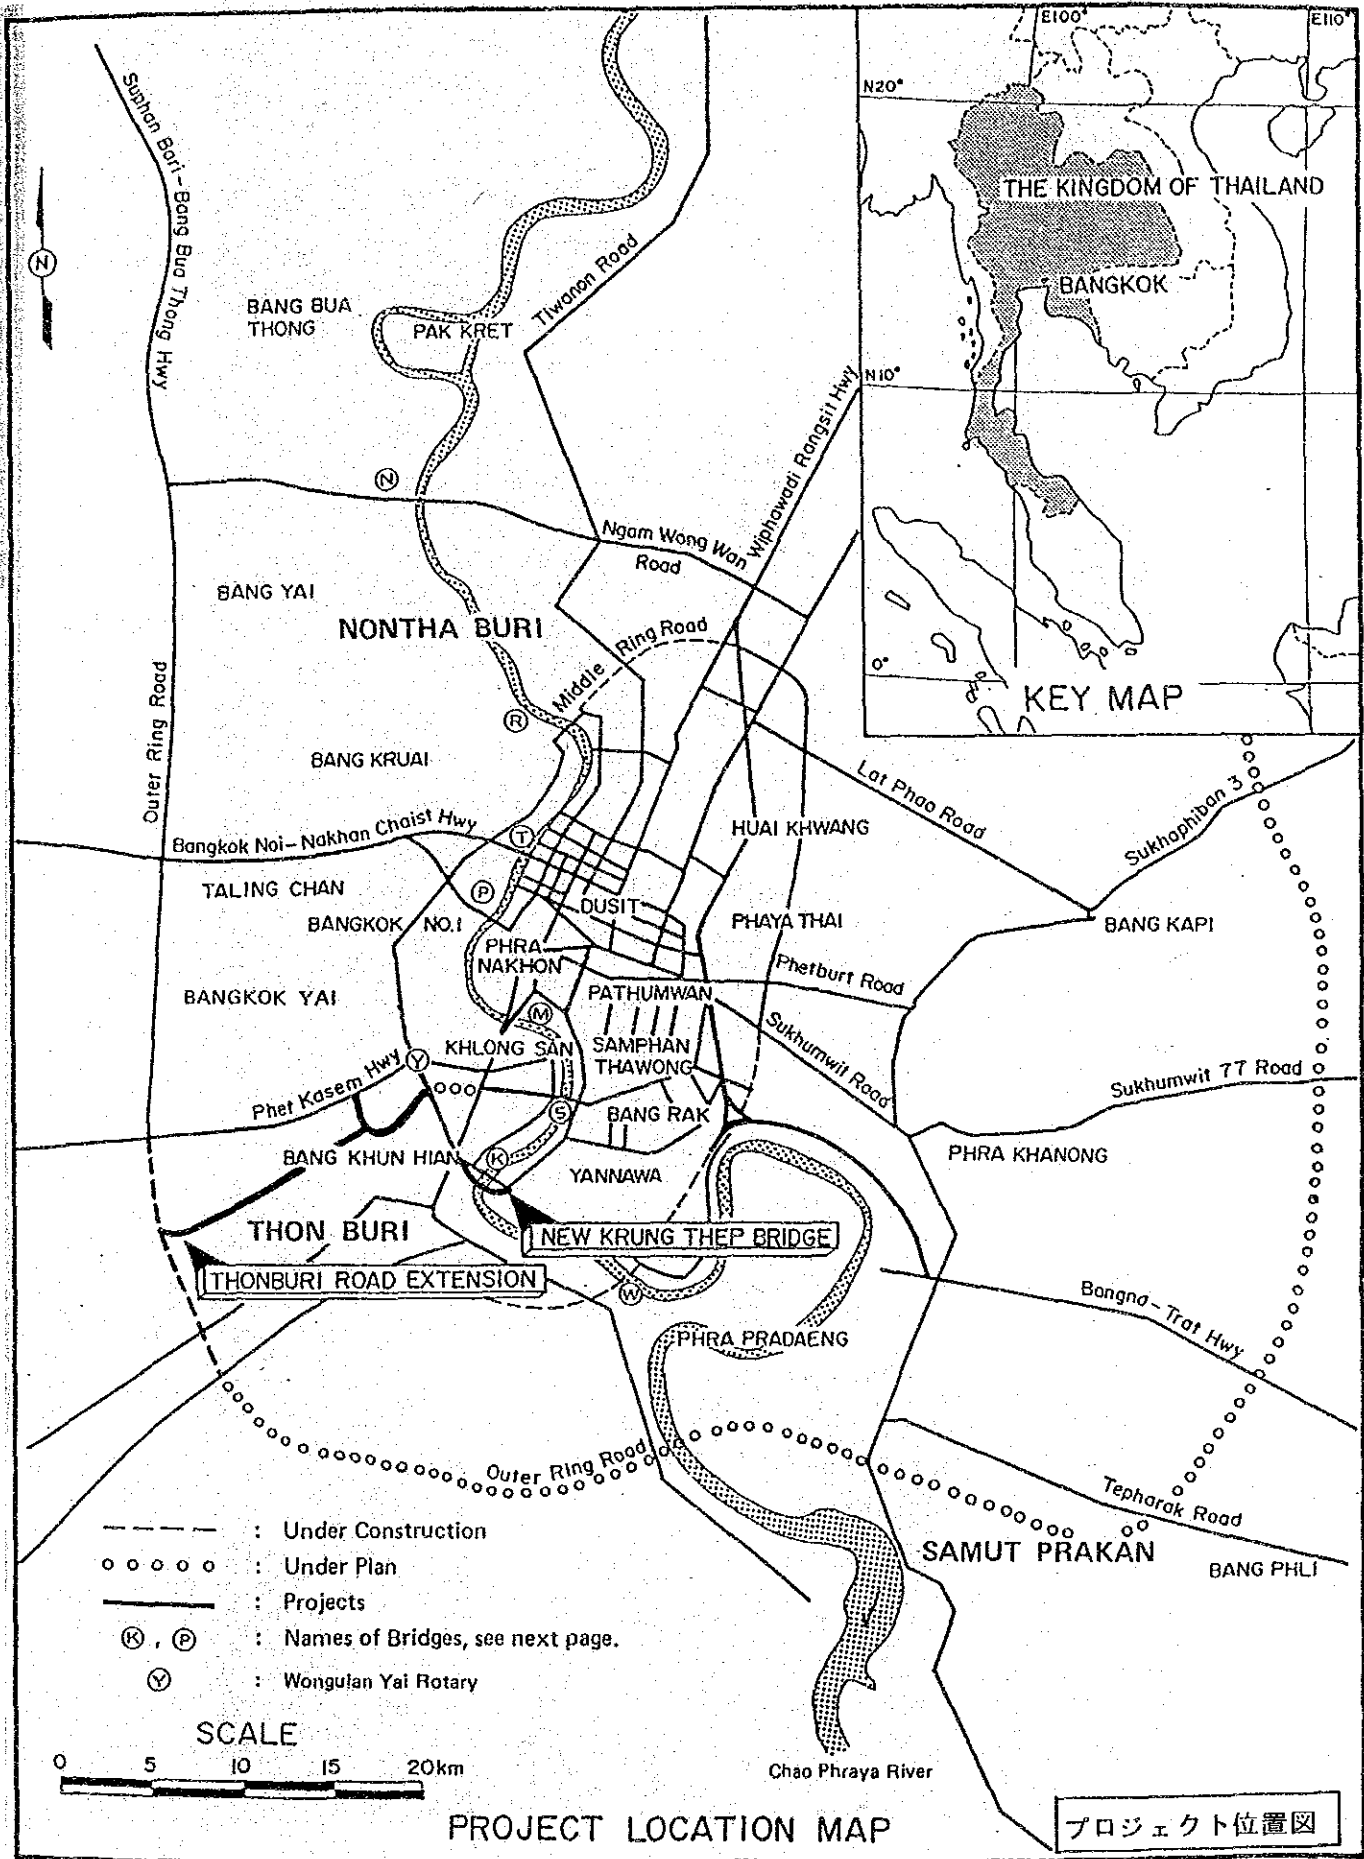 E100°
E110°
N20°
THE KINGDOM OF THAILAND
BANGKOK
N10°
0°
KEY MAP
Suphan Bari-Bang Bua Thong Hwy
N
BANG BUA
THONG
PAK KRET
Tiwanon Road
Wiphawadi Rangsit Hwy
N
Ngam Wong Wan
Road
BANG YAI
NONTHA BURI
Middle Ring Road
R
Outer Ring Road
BANG KRUAI
Lat Phao Road
Sukhaphiban 3
Bangkok Noi-Nakhan Chaist Hwy
T
HUAI KHWANG
TALING CHAN
P
DUSIT
BANGKOK NO.1
PHAYA THAI
BANG KAPI
PHRA
NAKHON
Phetburt Road
BANGKOK YAI
PATHUMWAN
M
Sukhumwit Road
KHLONG SAN
SAMPHAN
THAWONG
Y
Phet Kasem Hwy
Sukhumwit 77 Road
S
BANG RAK
BANG KHUN HIAN
K
YANNAWA
PHRA KHANONG
THON BURI
NEW KRUNG THEP BRIDGE
THONBURI ROAD EXTENSION
W
Bangna-Trat Hwy
PHRA PRADAENG
Outer Ring Road
Tepharak Road
SAMUT PRAKAN
BANG PHLI
: Under Construction
: Under Plan
: Projects
K , P : Names of Bridges, see next page.
Y : Wongulan Yai Rotary
SCALE
0 5 10 15 20km
Chao Phraya River
PROJECT LOCATION MAP
プロジェクト位置図